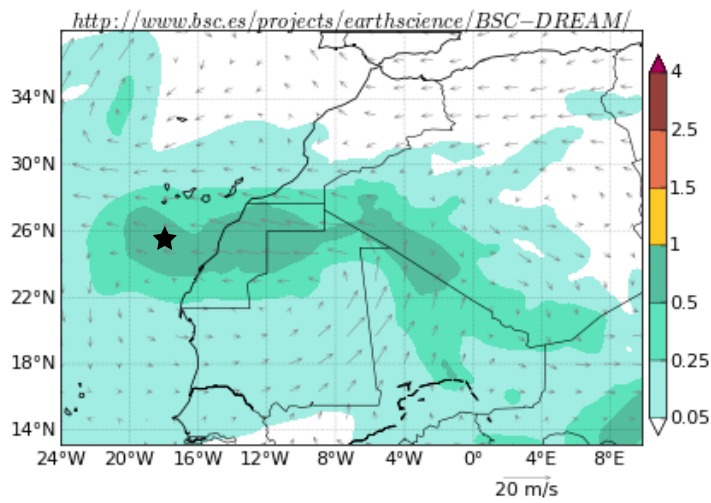 http://www.bsc.es/projects/earthscience/BSC−DREAM/
34°N
30°N
26°N
22°N
18°N
14°N
24°W 20°W 16°W 12°W 8°W 4°W 0° 4°E 8°E
4
2.5
1.5
1
0.5
0.25
0.05
20 m/s